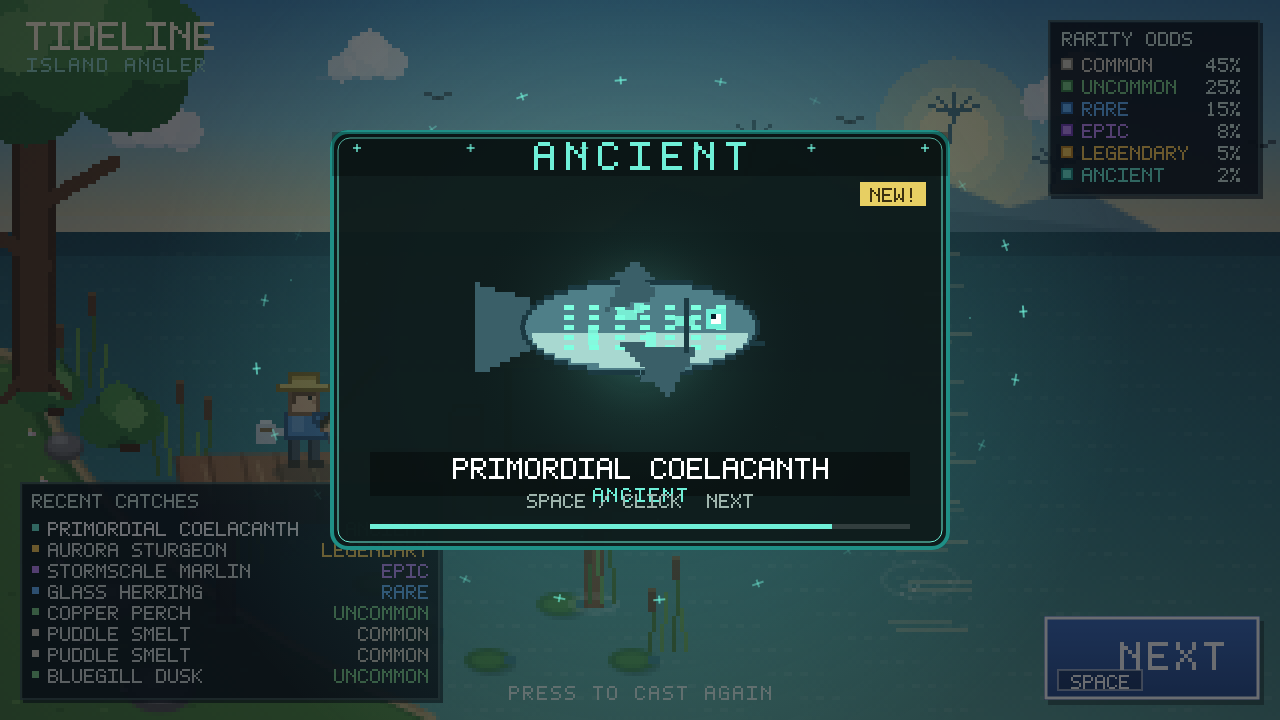 TIDELINE
ISLAND ANGLER
RARITY ODDS
COMMON 45%
UNCOMMON 25%
RARE 15%
EPIC 8%
LEGENDARY 5%
ANCIENT 2%
ANCIENT
NEW!
PRIMORDIAL COELACANTH
ANCIENT
SPACE / CLICK NEXT
RECENT CATCHES
PRIMORDIAL COELACANTH
AURORA STURGEON LEGENDARY
STORMSCALE MARLIN EPIC
GLASS HERRING RARE
COPPER PERCH UNCOMMON
PUDDLE SMELT COMMON
PUDDLE SMELT COMMON
BLUEGILL DUSK UNCOMMON
PRESS TO CAST AGAIN
NEXT
SPACE